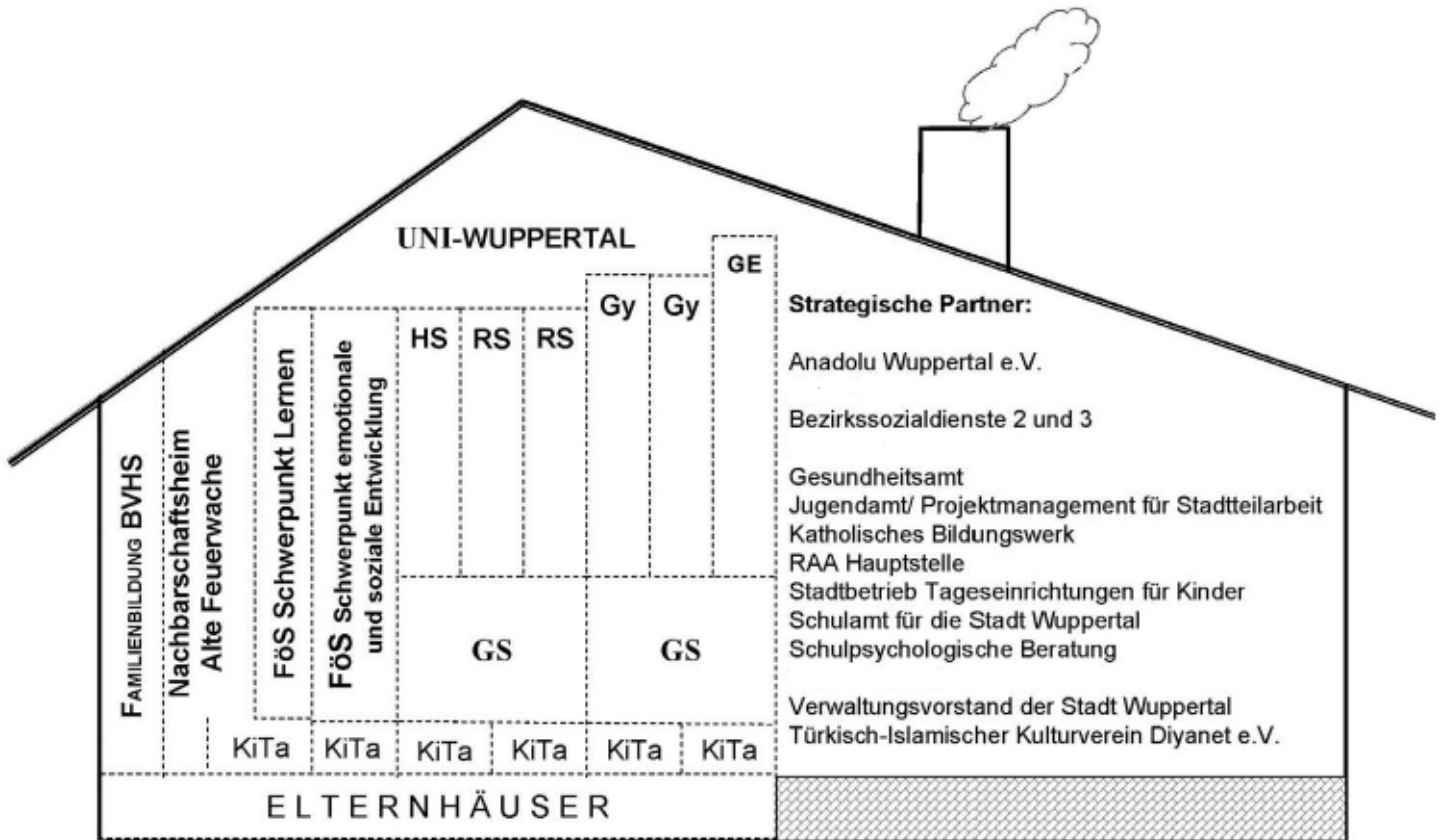 UNI-WUPPERTAL
FAMILIENBILDUNG BVHS
Nachbarschaftsheim
Alte Feuerwache
FöS Schwerpunkt Lernen
FöS Schwerpunkt emotionale
und soziale Entwicklung
HS
RS
RS
Gy
Gy
GE
GS
GS
KiTa
KiTa
KiTa
KiTa
KiTa
KiTa
ELTERNHÄUSER
Strategische Partner:
Anadolu Wuppertal e.V.
Bezirkssozialdienste 2 und 3
Gesundheitsamt
Jugendamt/ Projektmanagement für Stadtteilarbeit
Katholisches Bildungswerk
RAA Hauptstelle
Stadtbetrieb Tageseinrichtungen für Kinder
Schulamt für die Stadt Wuppertal
Schulpsychologische Beratung
Verwaltungsvorstand der Stadt Wuppertal
Türkisch-Islamischer Kulturverein Diyanet e.V.